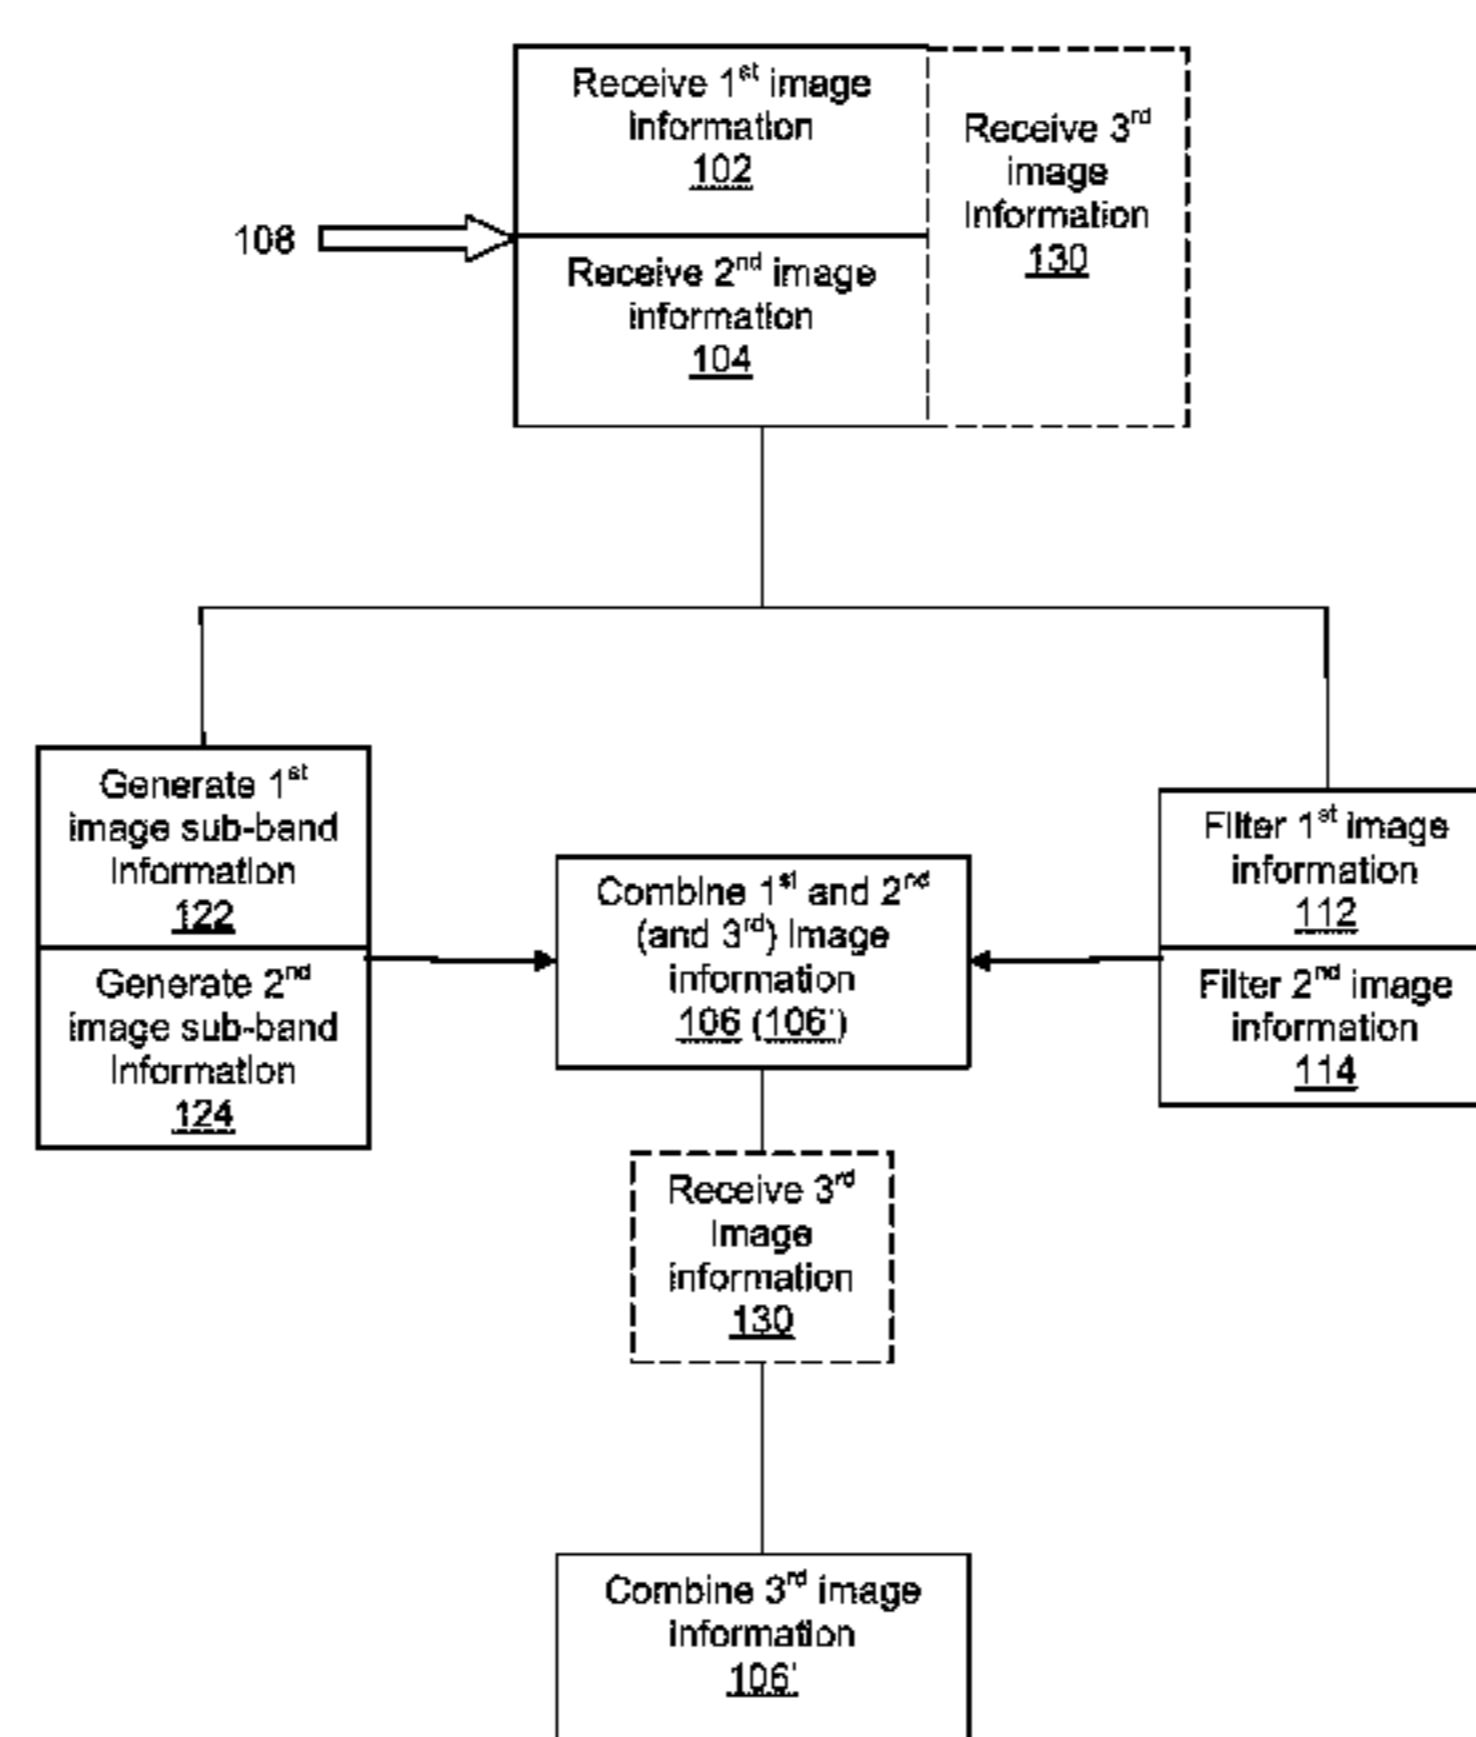 Receive 1st image
information
102
Receive 3rd
image
Information
130
108
Receive 2nd image
information
104
Generate 1st
image sub-band
Information
122
Generate 2nd
image sub-band
Information
124
Combine 1st and 2nd
(and 3rd) Image
information
106 (106')
Filter 1st image
information
112
Filter 2nd image
information
114
Receive 3rd
Image
information
130
Combine 3rd image
information
106'